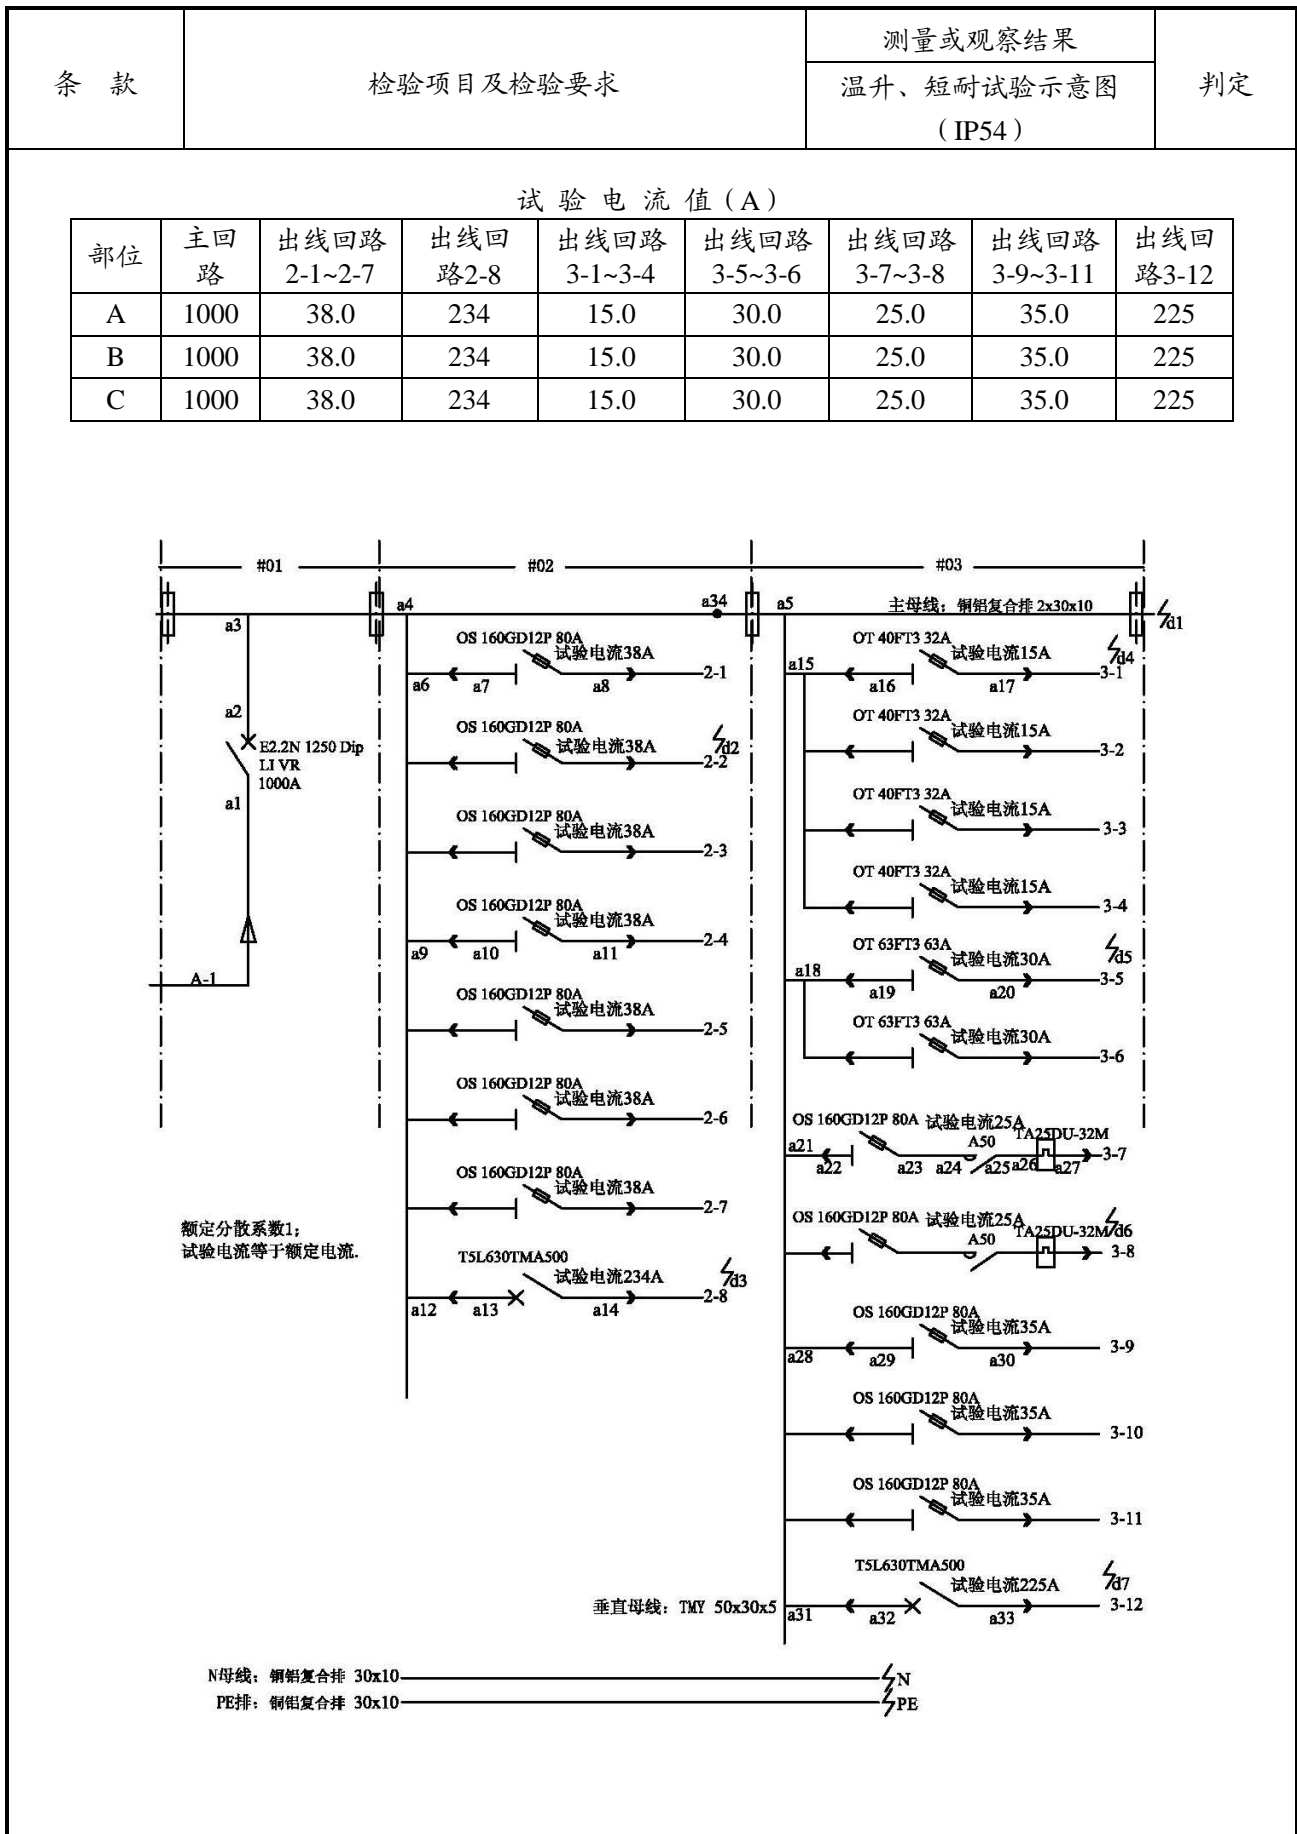 条 款
检验项目及检验要求
测量或观察结果
温升、短耐试验示意图
（IP54）
判定
试 验 电 流 值（A）
部位 主回路 出线回路2-1~2-7 出线回路2-8 出线回路3-1~3-4 出线回路3-5~3-6 出线回路3-7~3-8 出线回路3-9~3-11 出线回路3-12
A 1000 38.0 234 15.0 30.0 25.0 35.0 225
B 1000 38.0 234 15.0 30.0 25.0 35.0 225
C 1000 38.0 234 15.0 30.0 25.0 35.0 225
#01
#02
#03
a3
a2
E2.2N 1250 Dip
LI VR
1000A
a1
A-1
额定分散系数1;
试验电流等于额定电流.
a4
a34
OS 160GD12P 80A
试验电流38A
a6 a7 a8 2-1
OS 160GD12P 80A
试验电流38A
d2
2-2
OS 160GD12P 80A
试验电流38A
2-3
OS 160GD12P 80A
试验电流38A
a9 a10 a11 2-4
OS 160GD12P 80A
试验电流38A
2-5
OS 160GD12P 80A
试验电流38A
2-6
OS 160GD12P 80A
试验电流38A
2-7
T5L630TMA500
试验电流234A
d3
a12 a13 a14 2-8
a5
主母线：铜铝复合排 2x30x10
d1
OT 40FT3 32A
试验电流15A
d4
a15 a16 a17 3-1
OT 40FT3 32A
试验电流15A
3-2
OT 40FT3 32A
试验电流15A
3-3
OT 40FT3 32A
试验电流15A
3-4
OT 63FT3 63A
试验电流30A
d5
a18 a19 a20 3-5
OT 63FT3 63A
试验电流30A
3-6
OS 160GD12P 80A 试验电流25A
A50 TA25DU-32M
a21 a22 a23 a24 a25 a26 a27 3-7
OS 160GD12P 80A 试验电流25A
A50 TA25DU-32M d6
3-8
OS 160GD12P 80A
试验电流35A
a28 a29 a30 3-9
OS 160GD12P 80A
试验电流35A
3-10
OS 160GD12P 80A
试验电流35A
3-11
T5L630TMA500
试验电流225A
d7
垂直母线：TMY 50x30x5 a31 a32 a33 3-12
N母线：铜铝复合排 30x10 N
PE排：铜铝复合排 30x10 PE